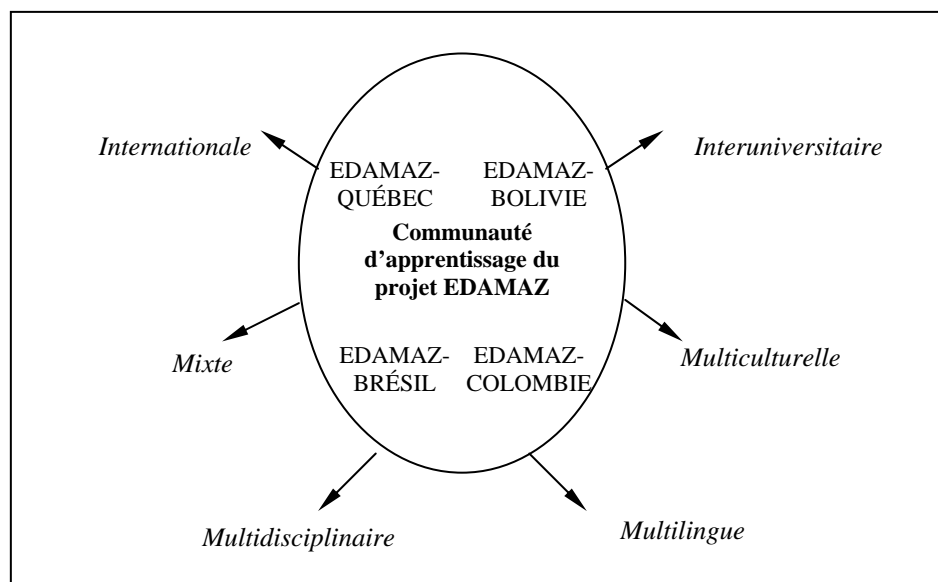 Internationale
Interuniversitaire
EDAMAZ-
QUÉBEC
EDAMAZ-
BOLIVIE
Communauté
d'apprentissage du
projet EDAMAZ
Mixte
Multiculturelle
EDAMAZ-
BRÉSIL
EDAMAZ-
COLOMBIE
Multidisciplinaire
Multilingue